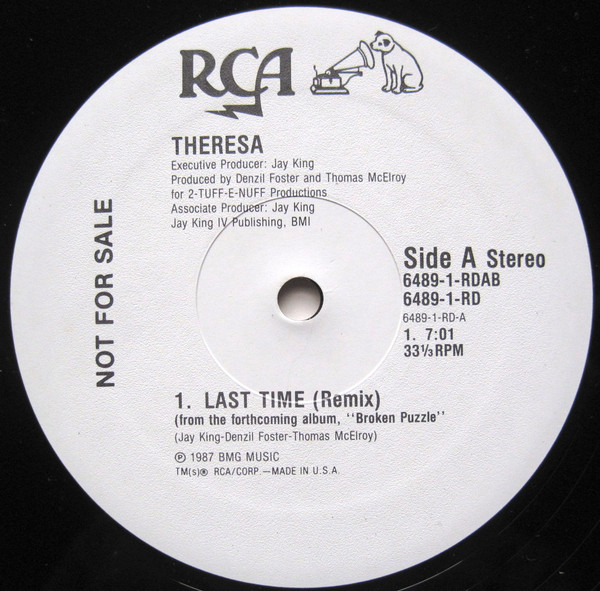 RCA
THERESA
Executive Producer: Jay King
Produced by Denzil Foster and Thomas McElroy
for 2-TUFF-E-NUFF Productions
Associate Producer: Jay King
Jay King IV Publishing, BMI
NOT FOR SALE
Side A Stereo
6489-1-RDAB
6489-1-RD
6489-1-RD-A
1. 7:01
33⅓RPM
1. LAST TIME (Remix)
(from the forthcoming album, "Broken Puzzle"
(Jay King-Denzil Foster-Thomas McElroy)
℗ 1987 BMG MUSIC
TM(s)® RCA/CORP.—MADE IN U.S.A.